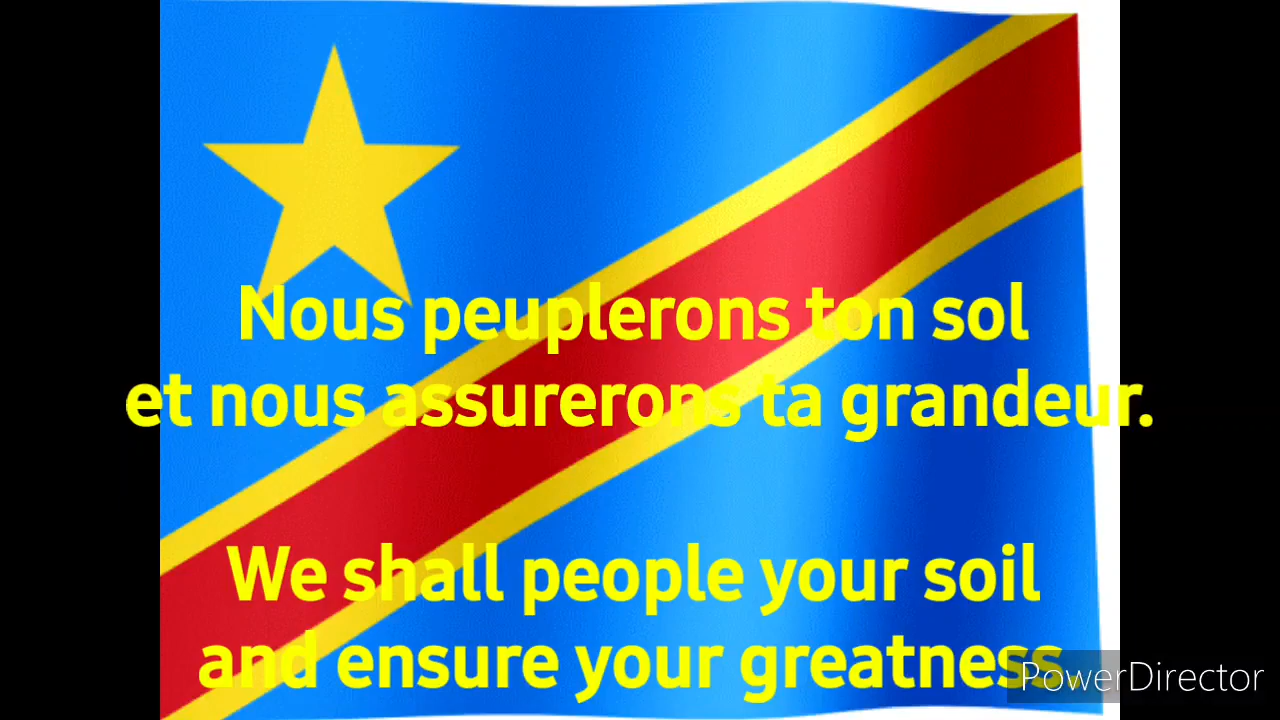 Nous peuplerons ton sol
et nous assurerons ta grandeur.
We shall people your soil
and ensure your greatness
PowerDirector